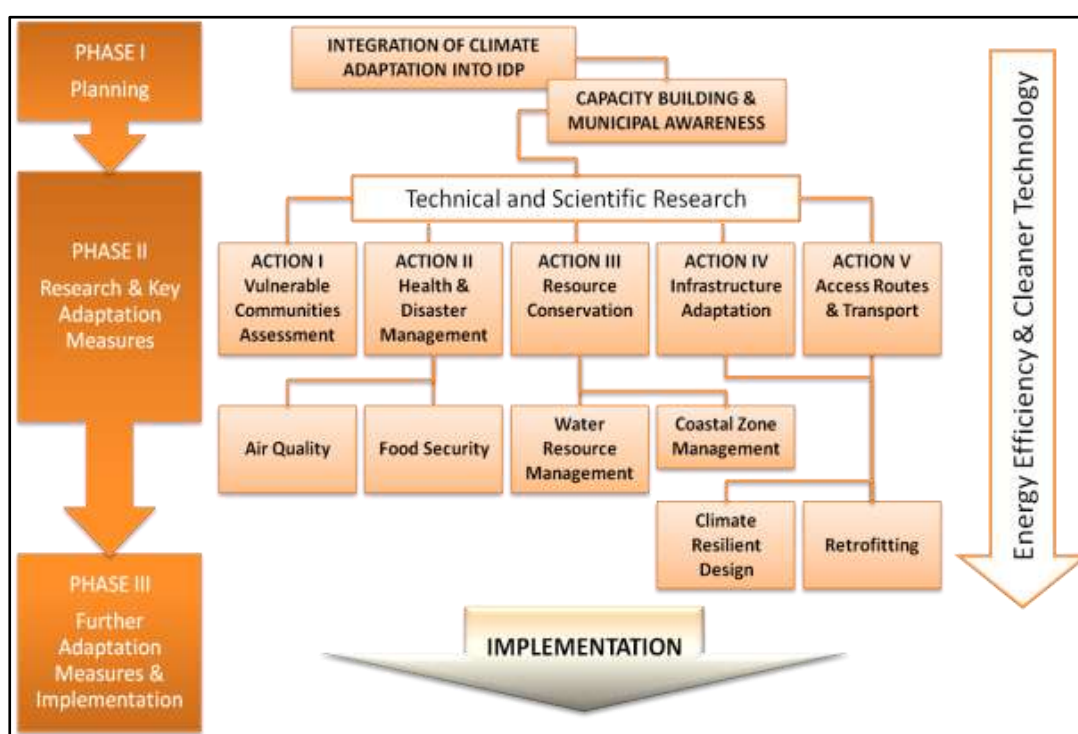 PHASE I
Planning
INTEGRATION OF CLIMATE
ADAPTATION INTO IDP
CAPACITY BUILDING &
MUNICIPAL AWARENESS
PHASE II
Research & Key
Adaptation
Measures
Technical and Scientific Research
ACTION I
Vulnerable
Communities
Assessment
ACTION II
Health &
Disaster
Management
ACTION III
Resource
Conservation
ACTION IV
Infrastructure
Adaptation
ACTION V
Access Routes
& Transport
Air Quality
Food Security
Water
Resource
Management
Coastal Zone
Management
Climate
Resilient
Design
Retrofitting
PHASE III
Further
Adaptation
Measures &
Implementation
IMPLEMENTATION
Energy Efficiency & Cleaner Technology